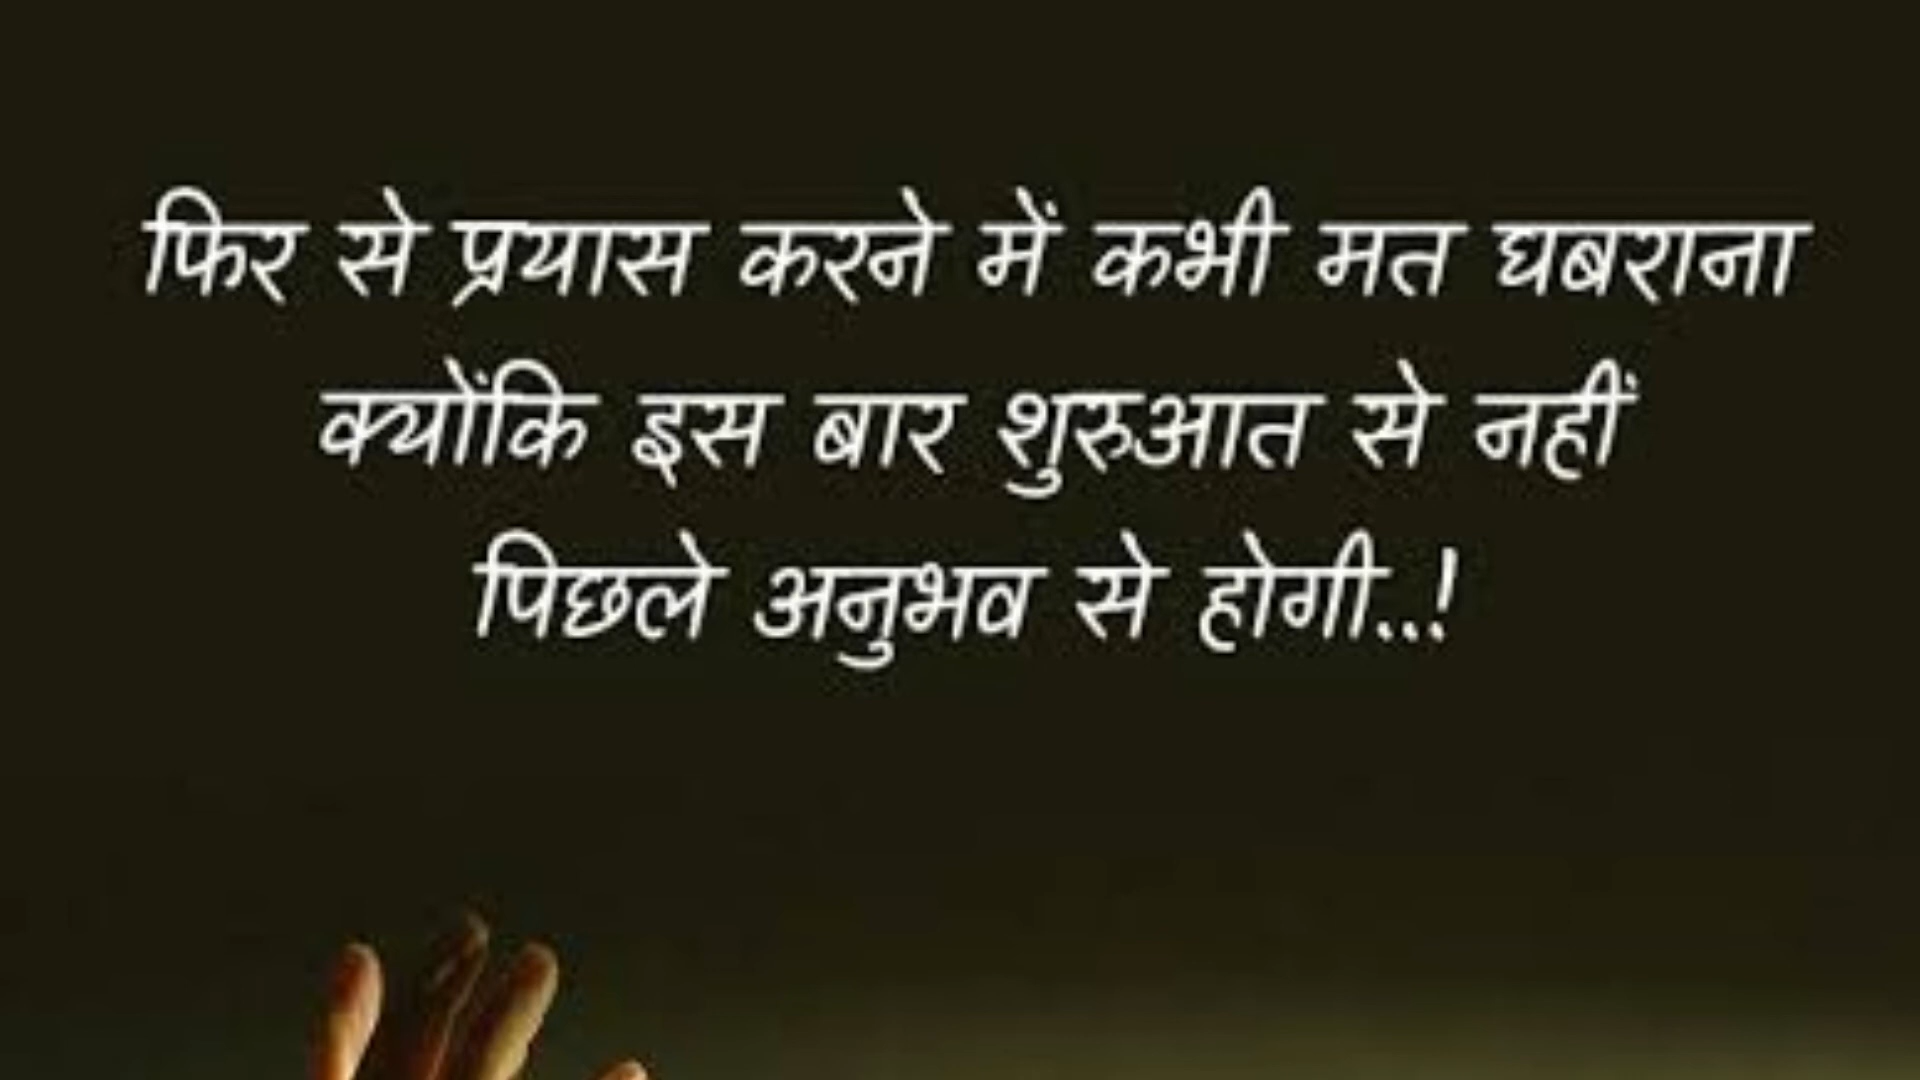 फिर से प्रयास करने में कभी मत घबराना
क्योंकि इस बार शुरुआत से नहीं
पिछले अनुभव से होगी..!